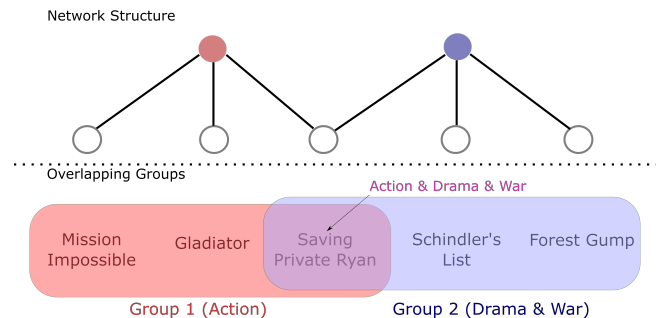 Network Structure
Overlapping Groups
Action & Drama & War
Mission
Impossible
Gladiator
Saving
Private Ryan
Schindler's
List
Forest Gump
Group 1 (Action)
Group 2 (Drama & War)